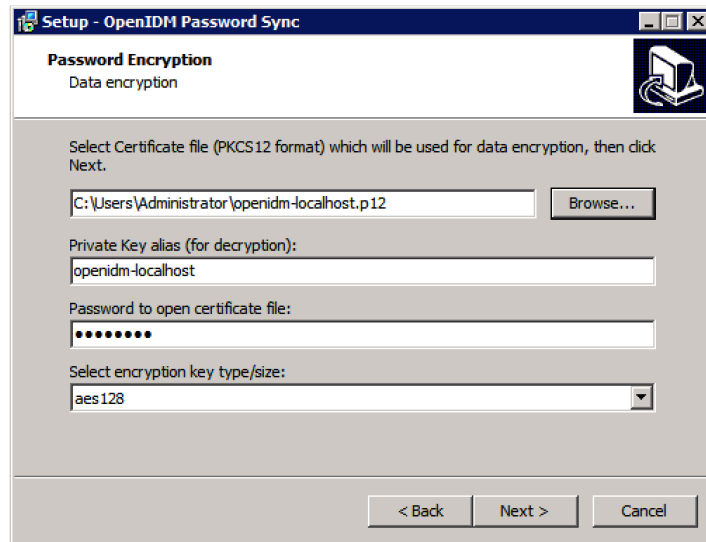 Setup - OpenIDM Password Sync
Password Encryption
Data encryption
Select Certificate file (PKCS12 format) which will be used for data encryption, then click
Next.
C:\Users\Administrator\openidm-localhost.p12
Browse...
Private Key alias (for decryption):
openidm-localhost
Password to open certificate file:
●●●●●●●●
Select encryption key type/size:
aes128
< Back
Next >
Cancel